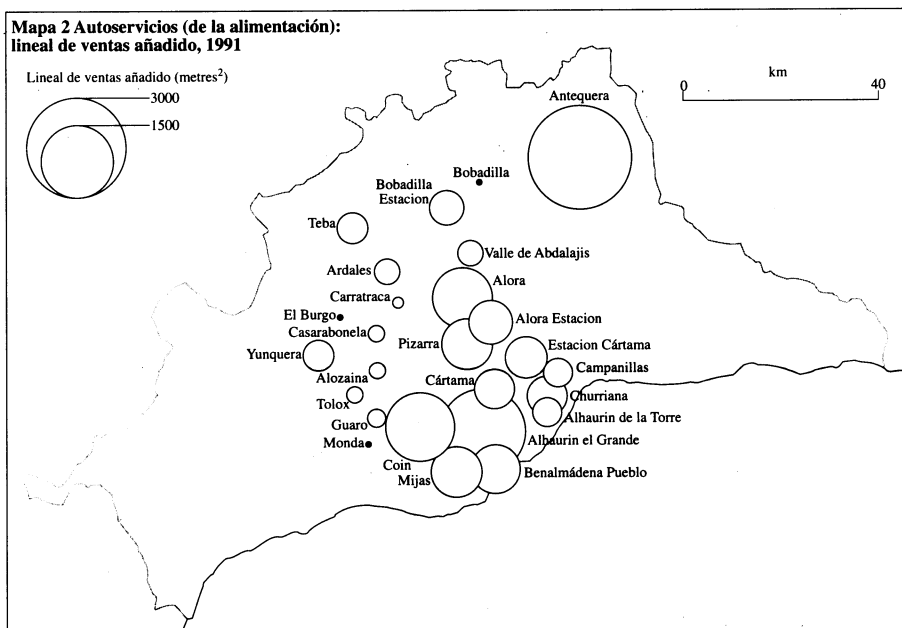 Mapa 2 Autoservicios (de la alimentación):
lineal de ventas añadido, 1991
Lineal de ventas añadido (metres²)
3000
1500
km
0
40
Antequera
Bobadilla
Bobadilla
Estacion
Teba
Valle de Abdalajis
Ardales
Alora
Carratraca
El Burgo
Alora Estacion
Casarabonela
Pizarra
Estacion Cártama
Yunquera
Campanillas
Alozaina
Cártama
Churriana
Tolox
Alhaurin de la Torre
Guaro
Monda
Alhaurin el Grande
Coin
Mijas
Benalmádena Pueblo